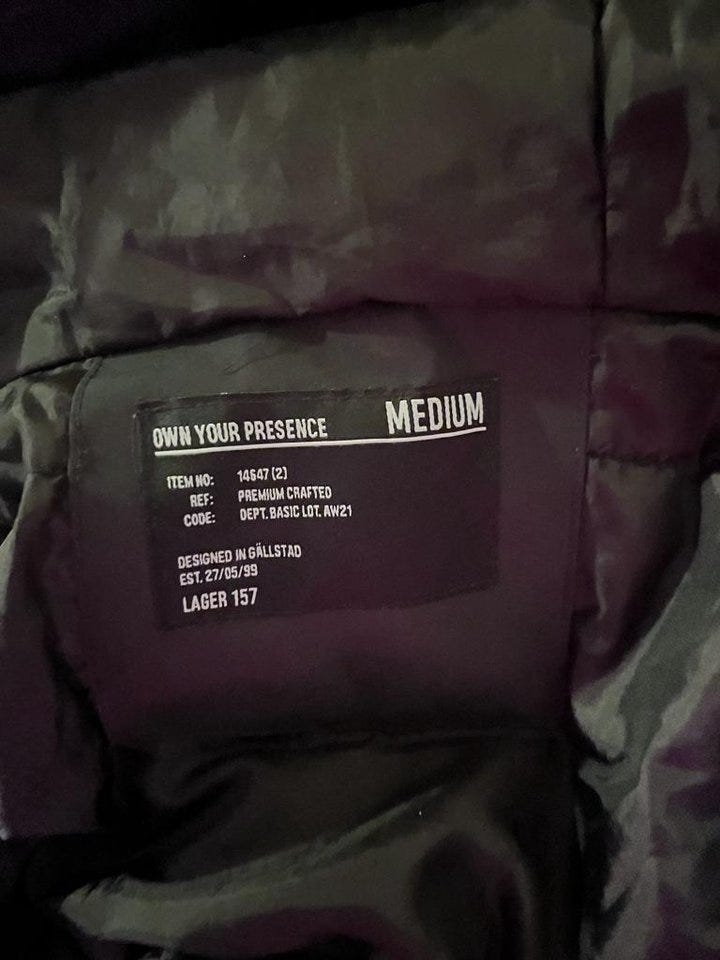 OWN YOUR PRESENCE MEDIUM
ITEM NO: 14647 (2)
REF: PREMIUM CRAFTED
CODE: DEPT. BASIC LOT. AW21
DESIGNED IN GÄLLSTAD
EST. 27/05/99
LAGER 157